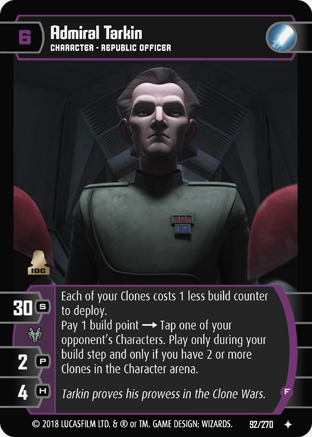 6 Admiral Tarkin
CHARACTER - REPUBLIC OFFICER
IDC
Each of your Clones costs 1 less build counter
to deploy.
30 S
Pay 1 build point → Tap one of your
opponent's Characters. Play only during your
build step and only if you have 2 or more
2 P
Clones in the Character arena.
4 H
Tarkin proves his prowess in the Clone Wars.
F
© 2018 LUCASFILM LTD. & ® or TM. GAME DESIGN: WIZARDS. 92/270